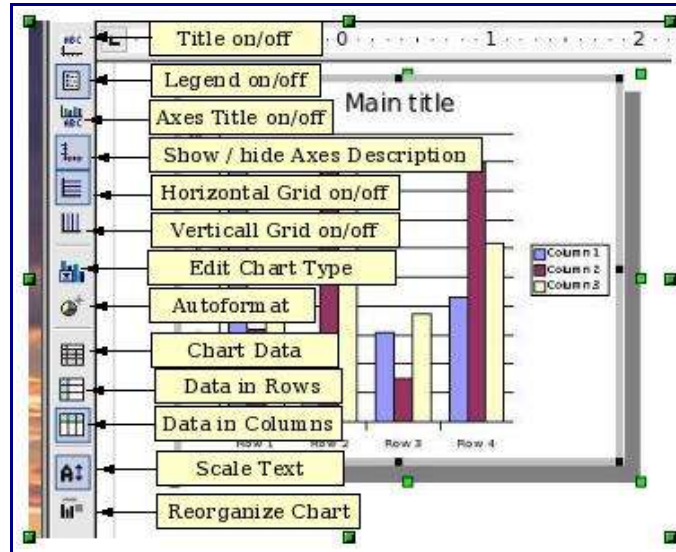 ABC
Title on/off
0
1
2
Legend on/off
Main title
ABC
Axes Title on/off
Show / hide Axes Description
Horizontal Grid on/off
Verticall Grid on/off
Column 1
Column 2
Column 3
Edit Chart Type
Autoformat
Chart Data
Data in Rows
Data in Columns
Row 1
Row 2
Row 3
Row 4
A
Scale Text
Reorganize Chart